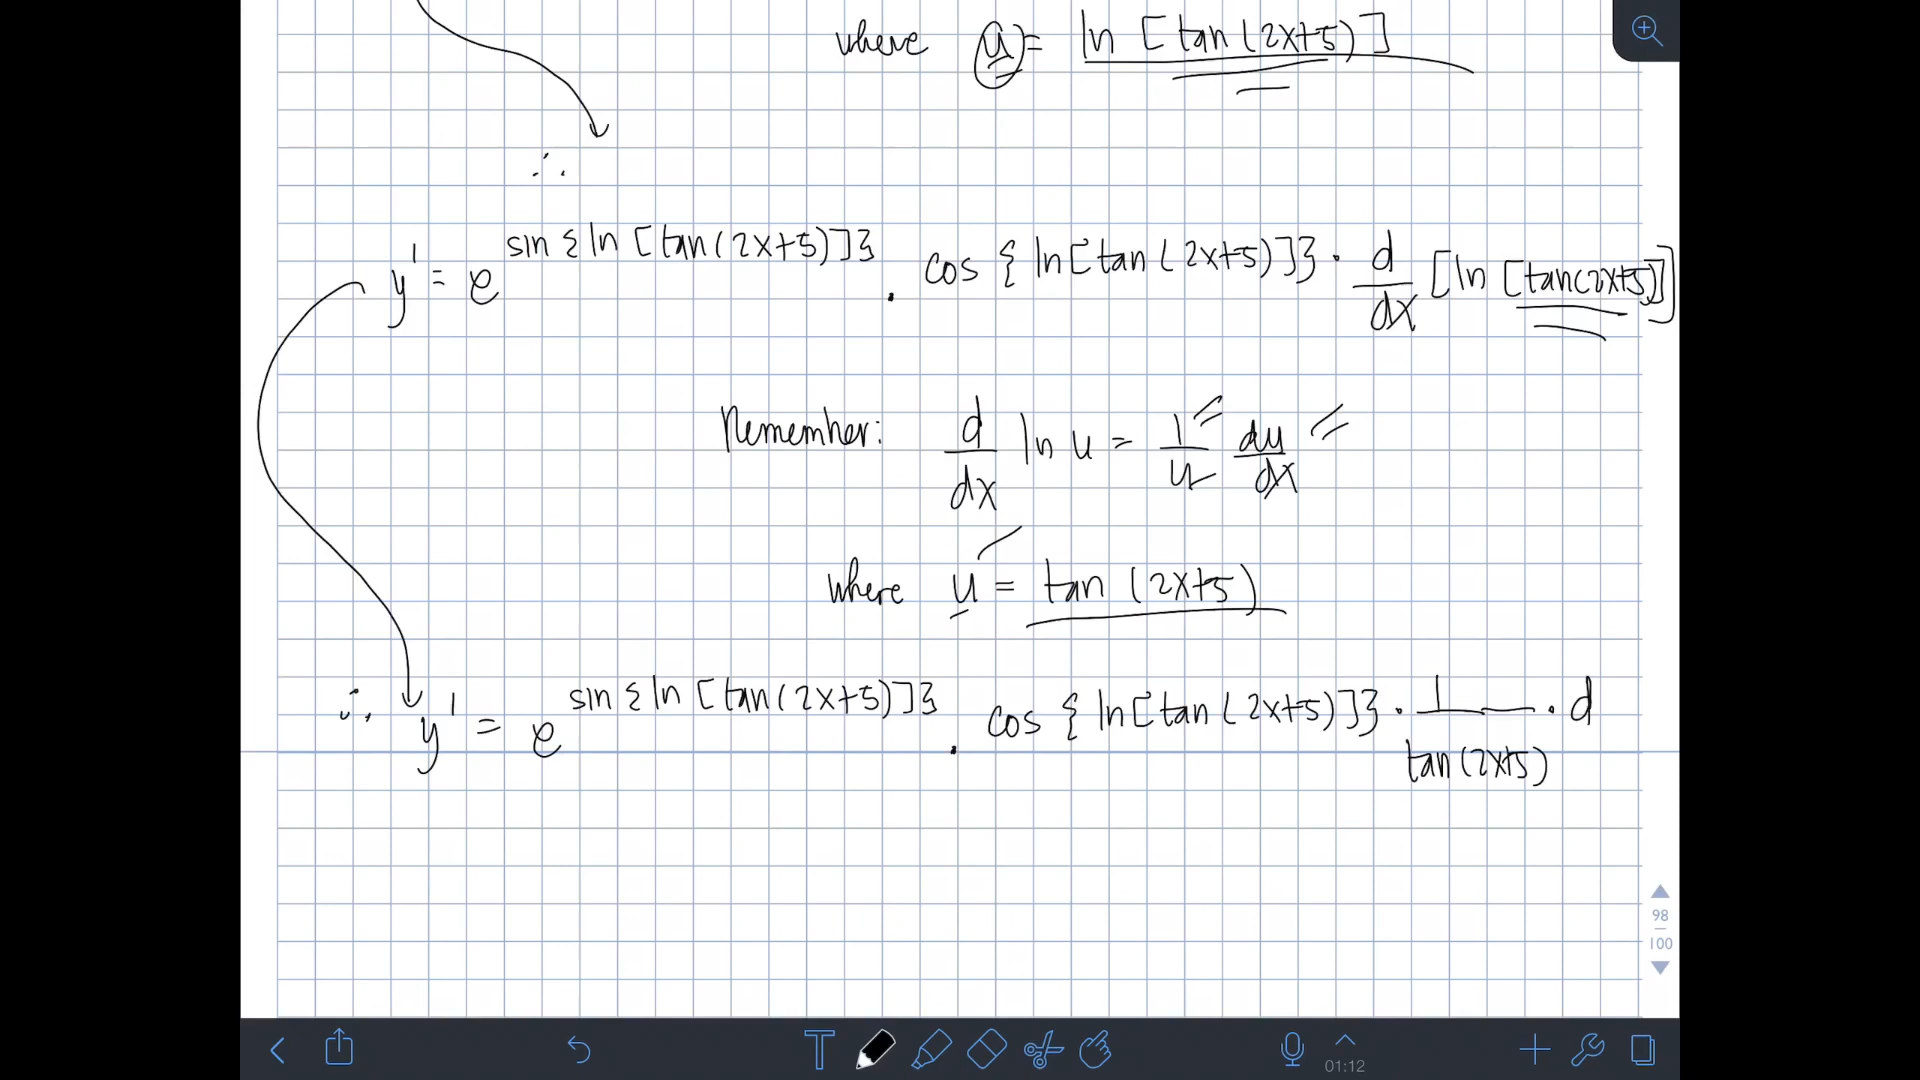 where u = ln [tan(2x+5)]
∴
y' = e^sin{ln[tan(2x+5)]} . cos{ln[tan(2x+5)]} · d/dx [ln[tan(2x+5)]]
Remember: d/dx ln u = 1/u du/dx
where u = tan(2x+5)
∴ y' = e^sin{ln[tan(2x+5)]} . cos{ln[tan(2x+5)]} · 1/tan(2x+5) · d
98
100
T
01:12